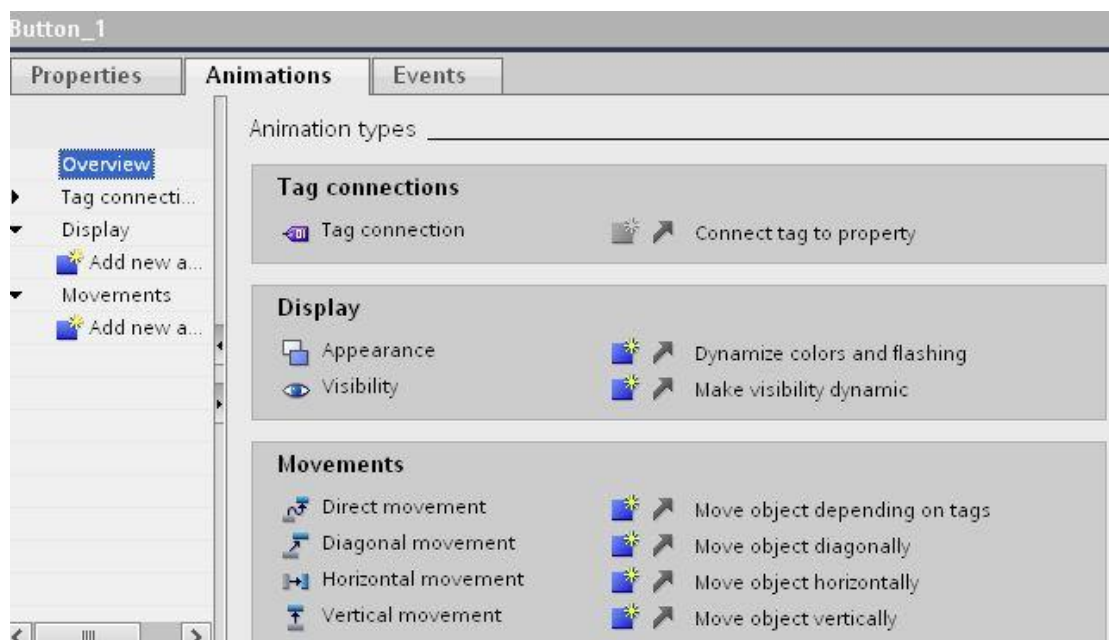 Button_1
Properties
Animations
Events
Overview
Tag connecti...
Display
Add new a...
Movements
Add new a...
Animation types
Tag connections
Tag connection
Connect tag to property
Display
Appearance
Dynamize colors and flashing
Visibility
Make visibility dynamic
Movements
Direct movement
Move object depending on tags
Diagonal movement
Move object diagonally
Horizontal movement
Move object horizontally
Vertical movement
Move object vertically